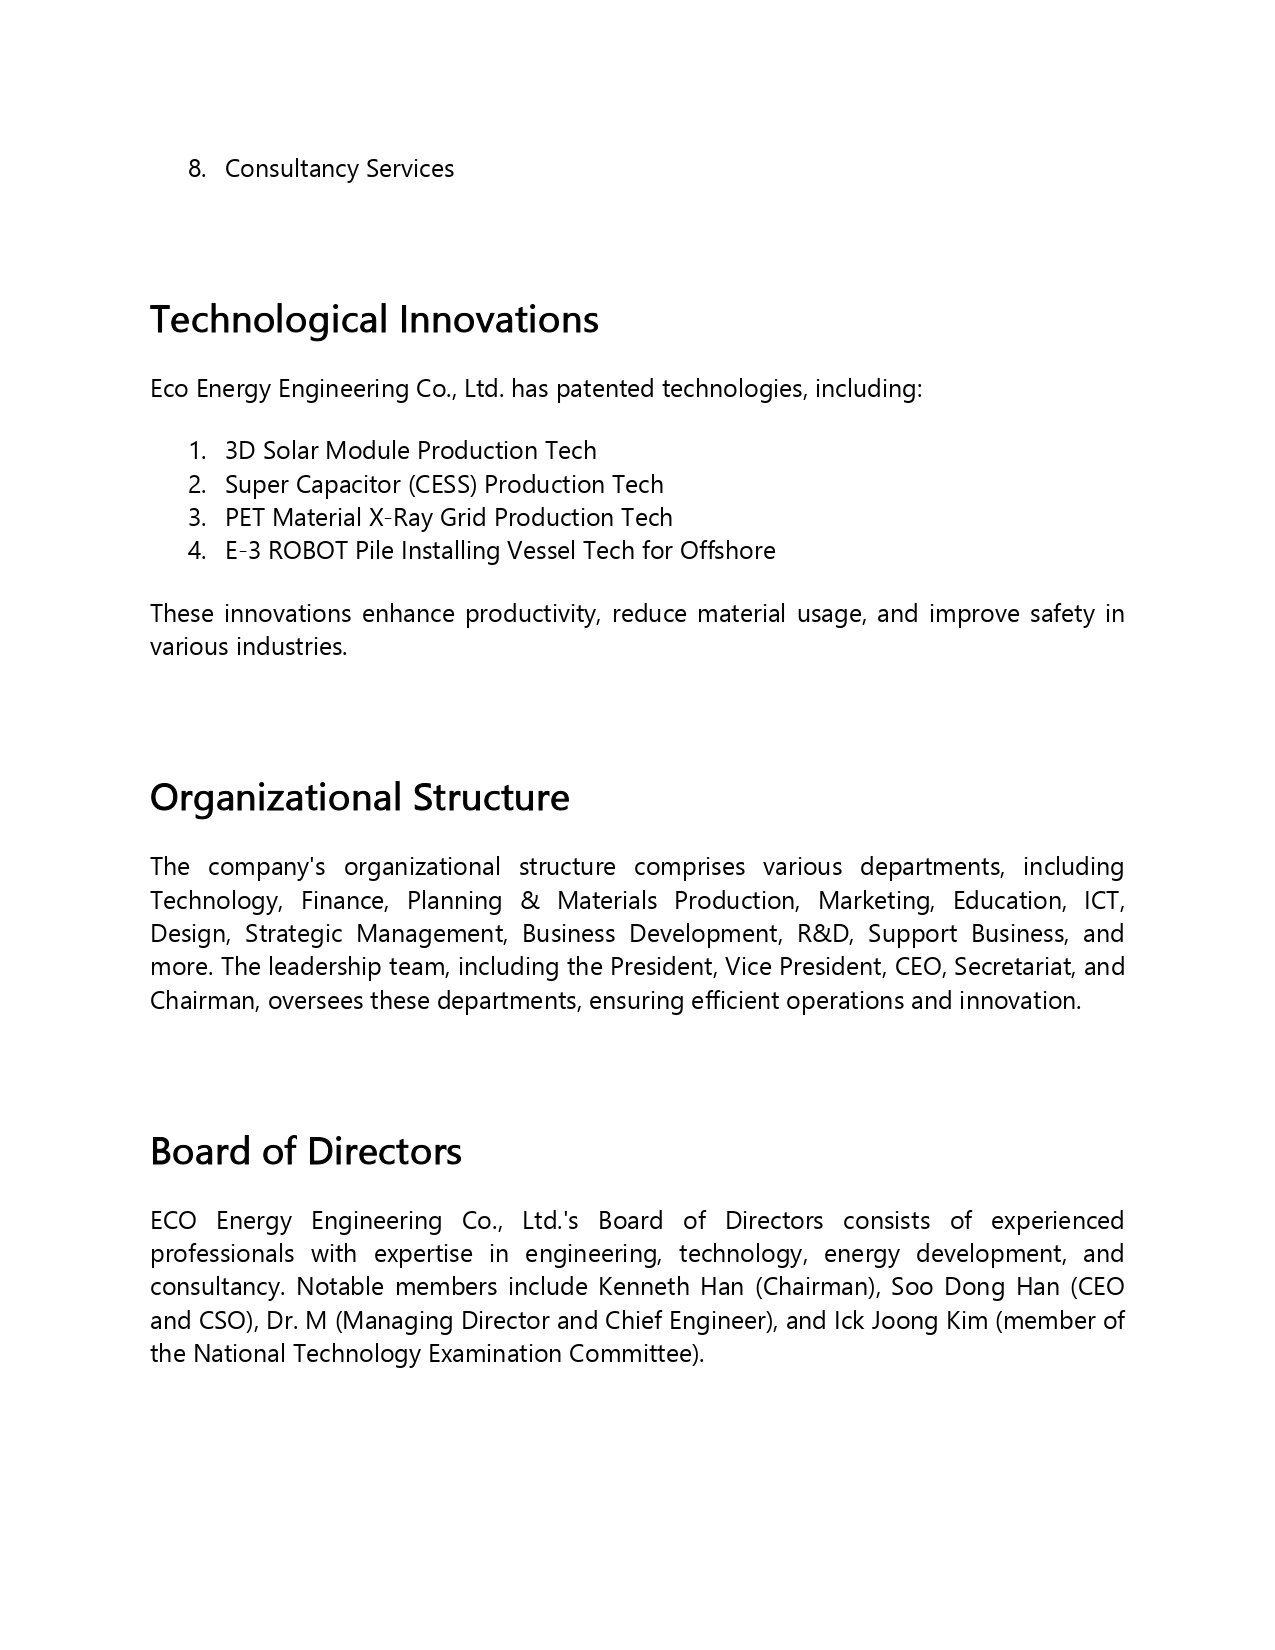 8. Consultancy Services
Technological Innovations
Eco Energy Engineering Co., Ltd. has patented technologies, including:
1. 3D Solar Module Production Tech
2. Super Capacitor (CESS) Production Tech
3. PET Material X-Ray Grid Production Tech
4. E-3 ROBOT Pile Installing Vessel Tech for Offshore
These innovations enhance productivity, reduce material usage, and improve safety in
various industries.
Organizational Structure
The company's organizational structure comprises various departments, including
Technology, Finance, Planning & Materials Production, Marketing, Education, ICT,
Design, Strategic Management, Business Development, R&D, Support Business, and
more. The leadership team, including the President, Vice President, CEO, Secretariat, and
Chairman, oversees these departments, ensuring efficient operations and innovation.
Board of Directors
ECO Energy Engineering Co., Ltd.'s Board of Directors consists of experienced
professionals with expertise in engineering, technology, energy development, and
consultancy. Notable members include Kenneth Han (Chairman), Soo Dong Han (CEO
and CSO), Dr. M (Managing Director and Chief Engineer), and Ick Joong Kim (member of
the National Technology Examination Committee).